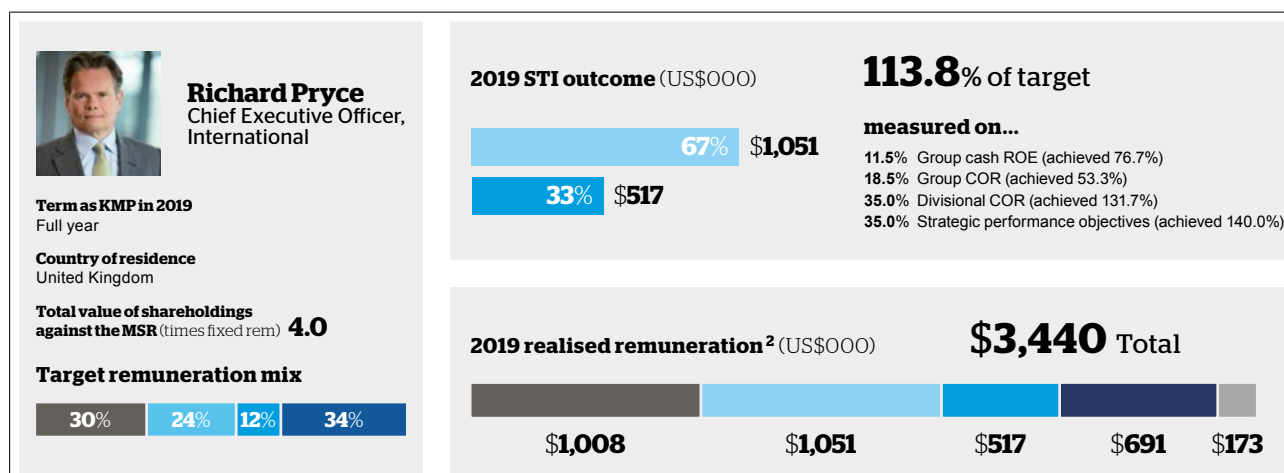 Richard Pryce
Chief Executive Officer,
International
Term as KMP in 2019
Full year
Country of residence
United Kingdom
Total value of shareholdings
against the MSR (times fixed rem) 4.0
Target remuneration mix
30% 24% 12% 34%
2019 STI outcome (US$000)
67% $1,051
33% $517
113.8% of target
measured on...
11.5% Group cash ROE (achieved 76.7%)
18.5% Group COR (achieved 53.3%)
35.0% Divisional COR (achieved 131.7%)
35.0% Strategic performance objectives (achieved 140.0%)
2019 realised remuneration 2 (US$000)
$3,440 Total
$1,008 $1,051 $517 $691 $173